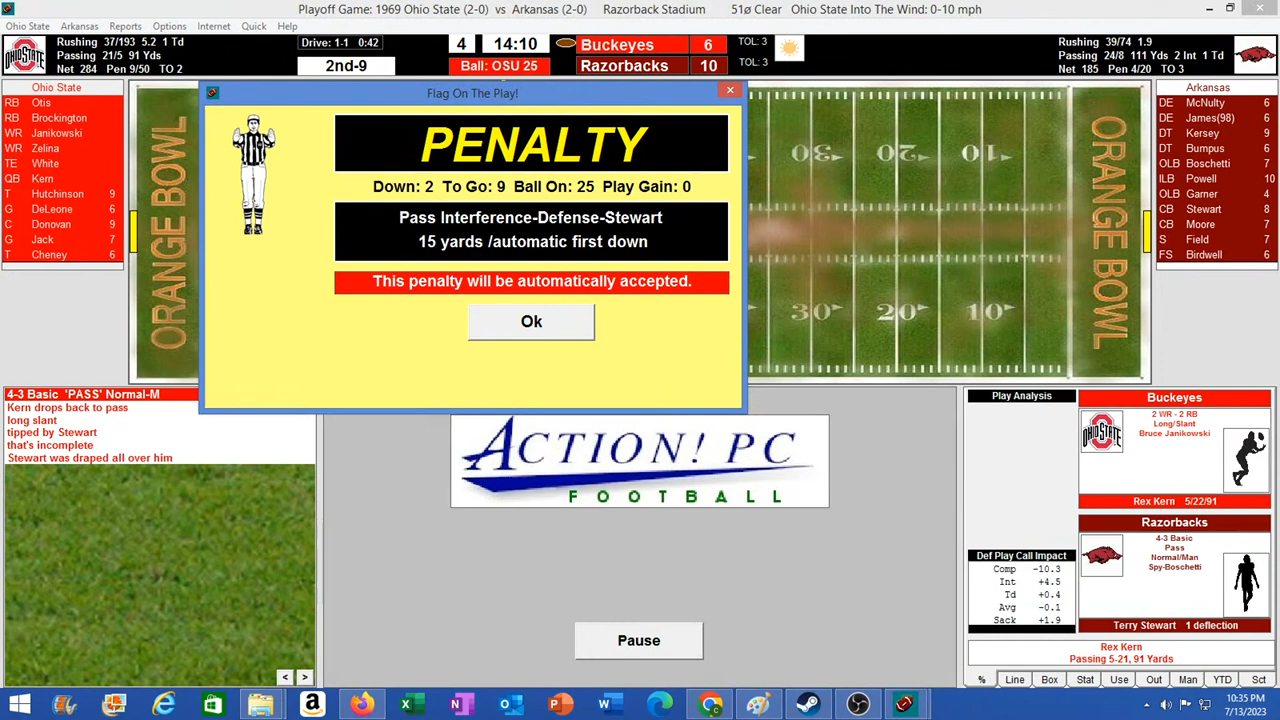 Playoff Game: 1969 Ohio State (2-0) vs Arkansas (2-0) Razorback Stadium 51ø Clear Ohio State Into The Wind: 0-10 mph
Ohio State Arkansas Reports Options Internet Quick Help
Rushing 37/193 5.2 1 Td
Passing 21/5 91 Yds
Net 284 Pen 9/50 TO 2
Drive: 1-1 0:42
2nd-9
4 14:10
Ball: OSU 25
Buckeyes 6
Razorbacks 10
TOL: 3
TOL: 3
Rushing 39/74 1.9
Passing 24/8 111 Yds 2 Int 1 Td
Net 185 Pen 4/20 TO 3
Ohio State
RB Otis
RB Brockington
WR Janikowski
WR Zelina
TE White
QB Kern
T Hutchinson 9
G DeLeone 6
C Donovan 9
G Jack 7
T Cheney 6
Flag On The Play!
PENALTY
Down: 2 To Go: 9 Ball On: 25 Play Gain: 0
Pass Interference-Defense-Stewart
15 yards /automatic first down
This penalty will be automatically accepted.
Ok
ORANGE BOWL
30 20 10
30 20 10
ORANGE BOWL
Arkansas
DE McNulty 6
DE James(98) 6
DT Kersey 9
DT Bumpus 6
OLB Boschetti 7
ILB Powell 10
OLB Garner 4
CB Stewart 8
CB Moore 7
S Field 7
FS Birdwell 6
4-3 Basic 'PASS' Normal-M
Kern drops back to pass
long slant
tipped by Stewart
that's incomplete
Stewart was draped all over him
< >
ACTION! PC
FOOTBALL
Pause
Play Analysis
Def Play Call Impact
Comp -10.3
Int +4.5
Td +0.4
Avg -0.1
Sack +1.9
Buckeyes
OHIO STATE
2 WR - 2 RB
Long/Slant
Bruce Janikowski
Rex Kern 5/22/91
Razorbacks
4-3 Basic
Pass
Normal/Man
Spy-Boschetti
Terry Stewart 1 deflection
Rex Kern
Passing 5-21, 91 Yards
% Line Box Stat Use Out Man YTD Sct
10:35 PM
7/13/2023